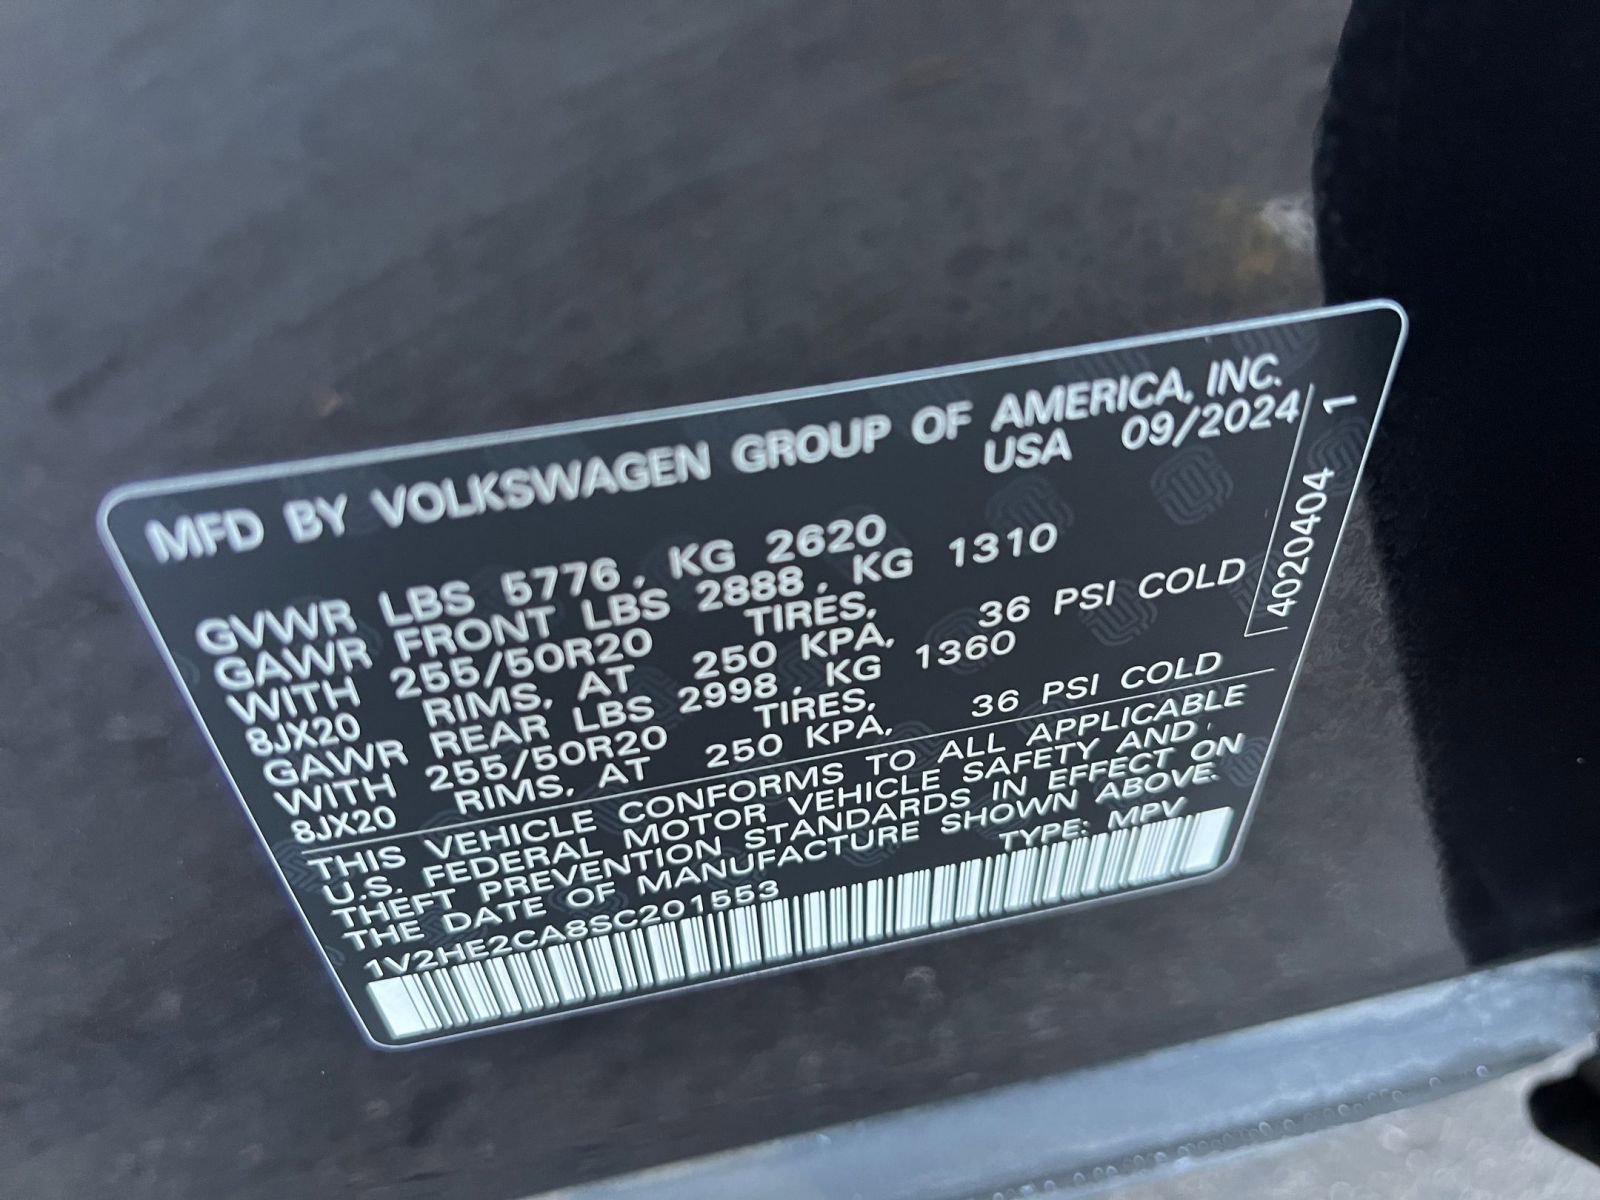 MFD BY VOLKSWAGEN GROUP OF AMERICA, INC.
USA 09/2024
GVWR LBS 5776, KG 2620
GAWR FRONT LBS 2888, KG 1310
WITH 255/50R20 TIRES,
8JX20 RIMS, AT 250 KPA, 36 PSI COLD
GAWR REAR LBS 2998, KG 1360
WITH 255/50R20 TIRES,
8JX20 RIMS, AT 250 KPA, 36 PSI COLD
THIS VEHICLE CONFORMS TO ALL APPLICABLE
U.S. FEDERAL MOTOR VEHICLE SAFETY AND
THEFT PREVENTION STANDARDS IN EFFECT ON
THE DATE OF MANUFACTURE SHOWN ABOVE.
TYPE: MPV
1V2HE2CA8SC201553
4020404 1